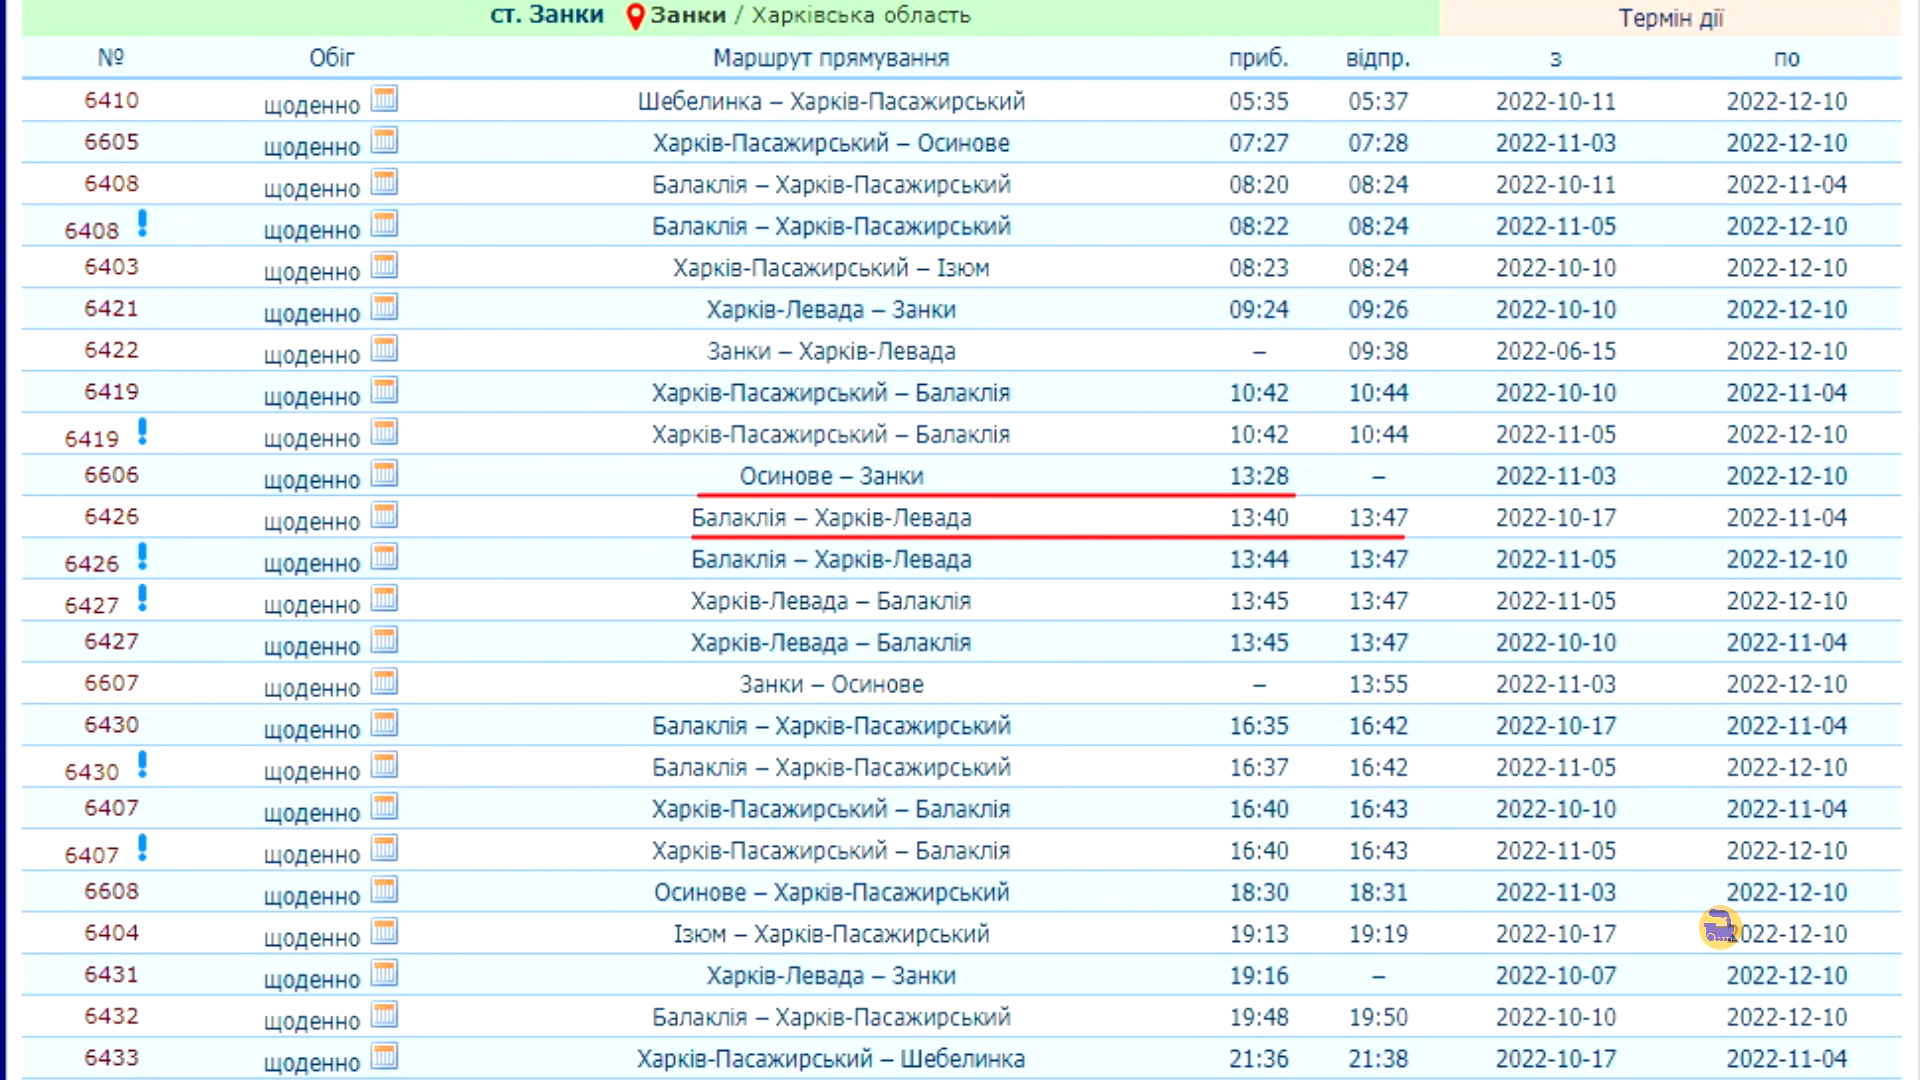 ст. Занки Занки / Харківська область Термін дії
№ Обіг Маршрут прямування приб. відпр. з по
6410 щоденно Шебелинка – Харків-Пасажирський 05:35 05:37 2022-10-11 2022-12-10
6605 щоденно Харків-Пасажирський – Осинове 07:27 07:28 2022-11-03 2022-12-10
6408 щоденно Балаклія – Харків-Пасажирський 08:20 08:24 2022-10-11 2022-11-04
6408 ! щоденно Балаклія – Харків-Пасажирський 08:22 08:24 2022-11-05 2022-12-10
6403 щоденно Харків-Пасажирський – Ізюм 08:23 08:24 2022-10-10 2022-12-10
6421 щоденно Харків-Левада – Занки 09:24 09:26 2022-10-10 2022-12-10
6422 щоденно Занки – Харків-Левада – 09:38 2022-06-15 2022-12-10
6419 щоденно Харків-Пасажирський – Балаклія 10:42 10:44 2022-10-10 2022-11-04
6419 ! щоденно Харків-Пасажирський – Балаклія 10:42 10:44 2022-11-05 2022-12-10
6606 щоденно Осинове – Занки 13:28 – 2022-11-03 2022-12-10
6426 щоденно Балаклія – Харків-Левада 13:40 13:47 2022-10-17 2022-11-04
6426 ! щоденно Балаклія – Харків-Левада 13:44 13:47 2022-11-05 2022-12-10
6427 ! щоденно Харків-Левада – Балаклія 13:45 13:47 2022-11-05 2022-12-10
6427 щоденно Харків-Левада – Балаклія 13:45 13:47 2022-10-10 2022-11-04
6607 щоденно Занки – Осинове – 13:55 2022-11-03 2022-12-10
6430 щоденно Балаклія – Харків-Пасажирський 16:35 16:42 2022-10-17 2022-11-04
6430 ! щоденно Балаклія – Харків-Пасажирський 16:37 16:42 2022-11-05 2022-12-10
6407 щоденно Харків-Пасажирський – Балаклія 16:40 16:43 2022-10-10 2022-11-04
6407 ! щоденно Харків-Пасажирський – Балаклія 16:40 16:43 2022-11-05 2022-12-10
6608 щоденно Осинове – Харків-Пасажирський 18:30 18:31 2022-11-03 2022-12-10
6404 щоденно Ізюм – Харків-Пасажирський 19:13 19:19 2022-10-17 2022-12-10
6431 щоденно Харків-Левада – Занки 19:16 – 2022-10-07 2022-12-10
6432 щоденно Балаклія – Харків-Пасажирський 19:48 19:50 2022-10-10 2022-12-10
6433 щоденно Харків-Пасажирський – Шебелинка 21:36 21:38 2022-10-17 2022-11-04